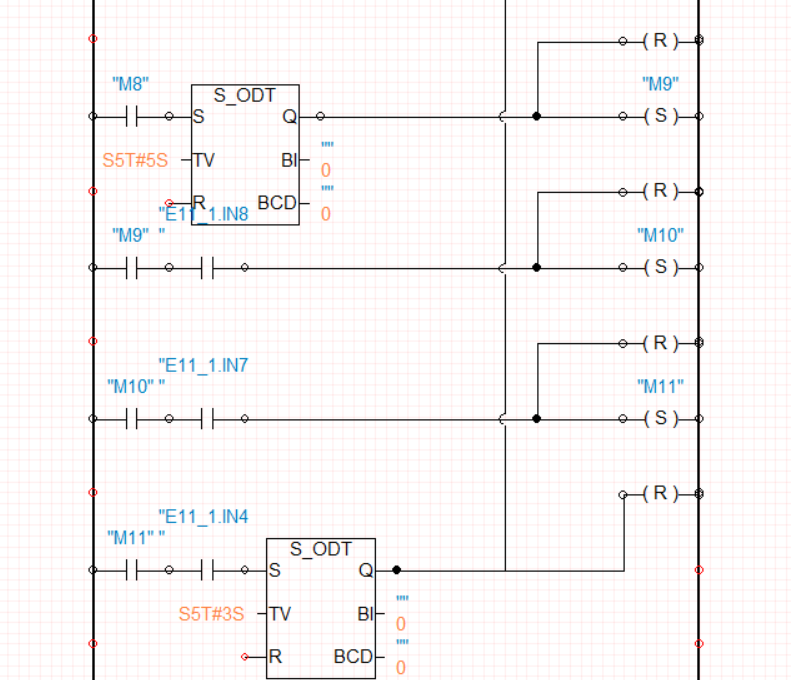 ( R )
"M8"
S_ODT
"M9"
S
Q
( S )
S5T#5S
TV
BI
""
0
( R )
R
BCD
""
0
"E11_1.IN8
"M9"
"
"M10"
( S )
( R )
"E11_1.IN7
"M10"
"
"M11"
( S )
( R )
"E11_1.IN4
"M11"
"
S_ODT
S
Q
S5T#3S
TV
BI
""
0
R
BCD
""
0